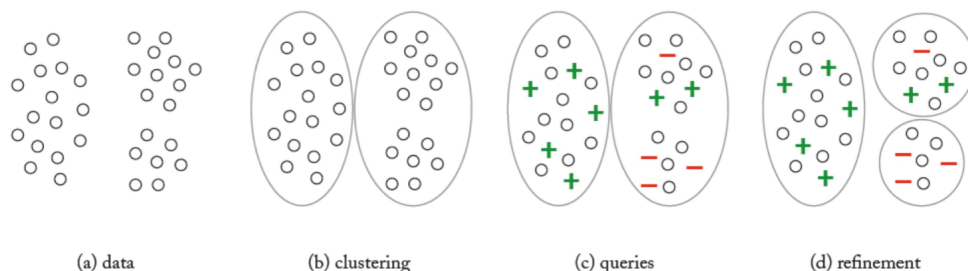 (a) data
(b) clustering
(c) queries
(d) refinement